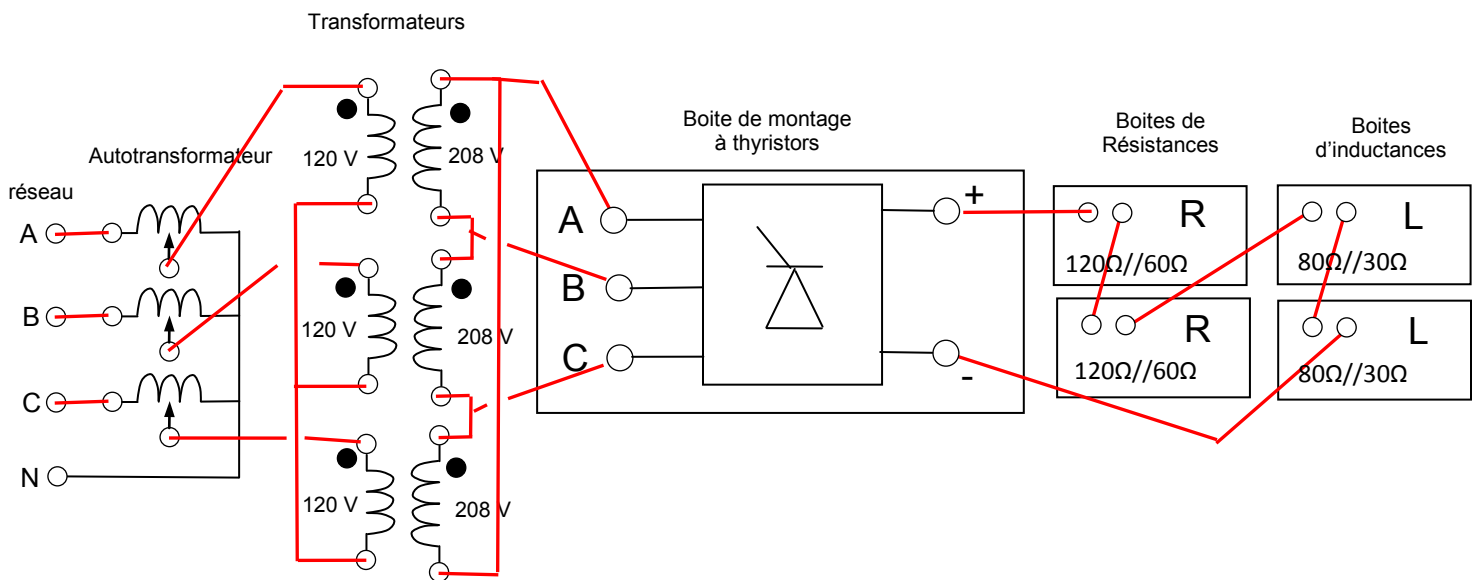 Transformateurs
Autotransformateur
réseau
A
B
C
N
120 V
208 V
120 V
208 V
120 V
208 V
Boite de montage
à thyristors
A
B
C
+
-
Boites de
Résistances
R
120Ω//60Ω
R
120Ω//60Ω
Boites
d'inductances
L
80Ω//30Ω
L
80Ω//30Ω